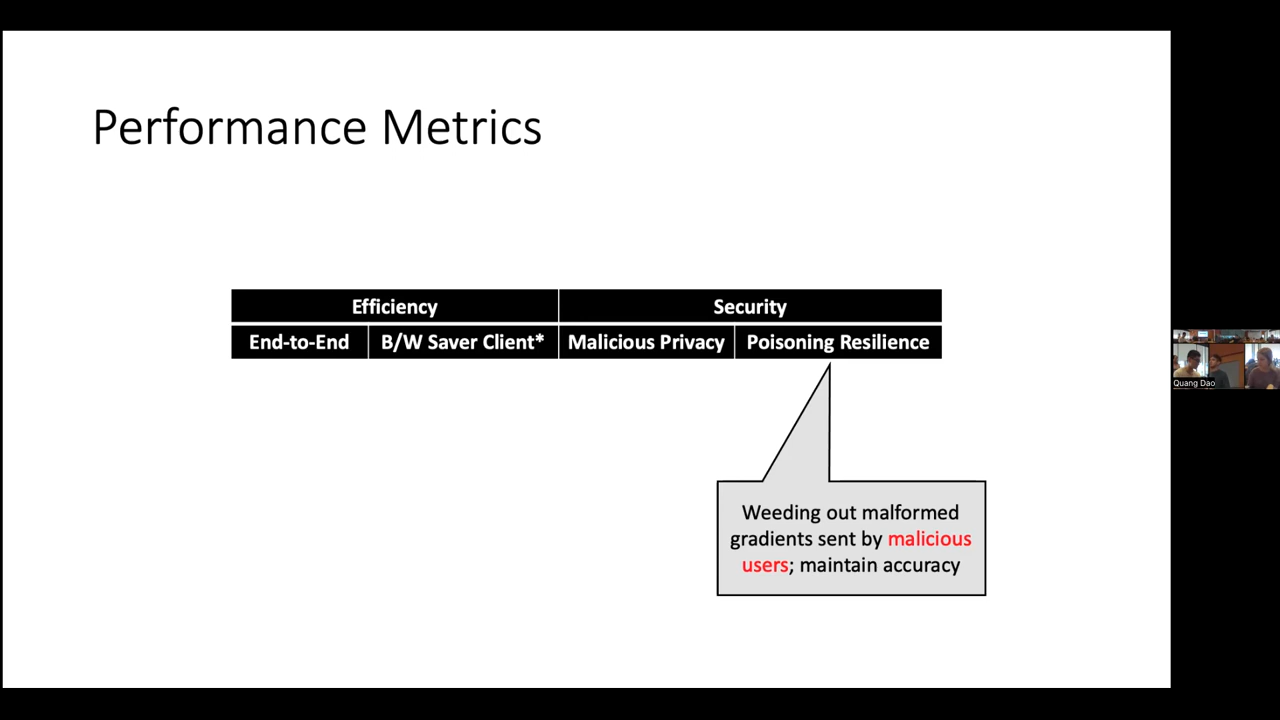 Performance Metrics
Efficiency Security
End-to-End B/W Saver Client* Malicious Privacy Poisoning Resilience
Weeding out malformed
gradients sent by malicious
users; maintain accuracy
Quang Dao